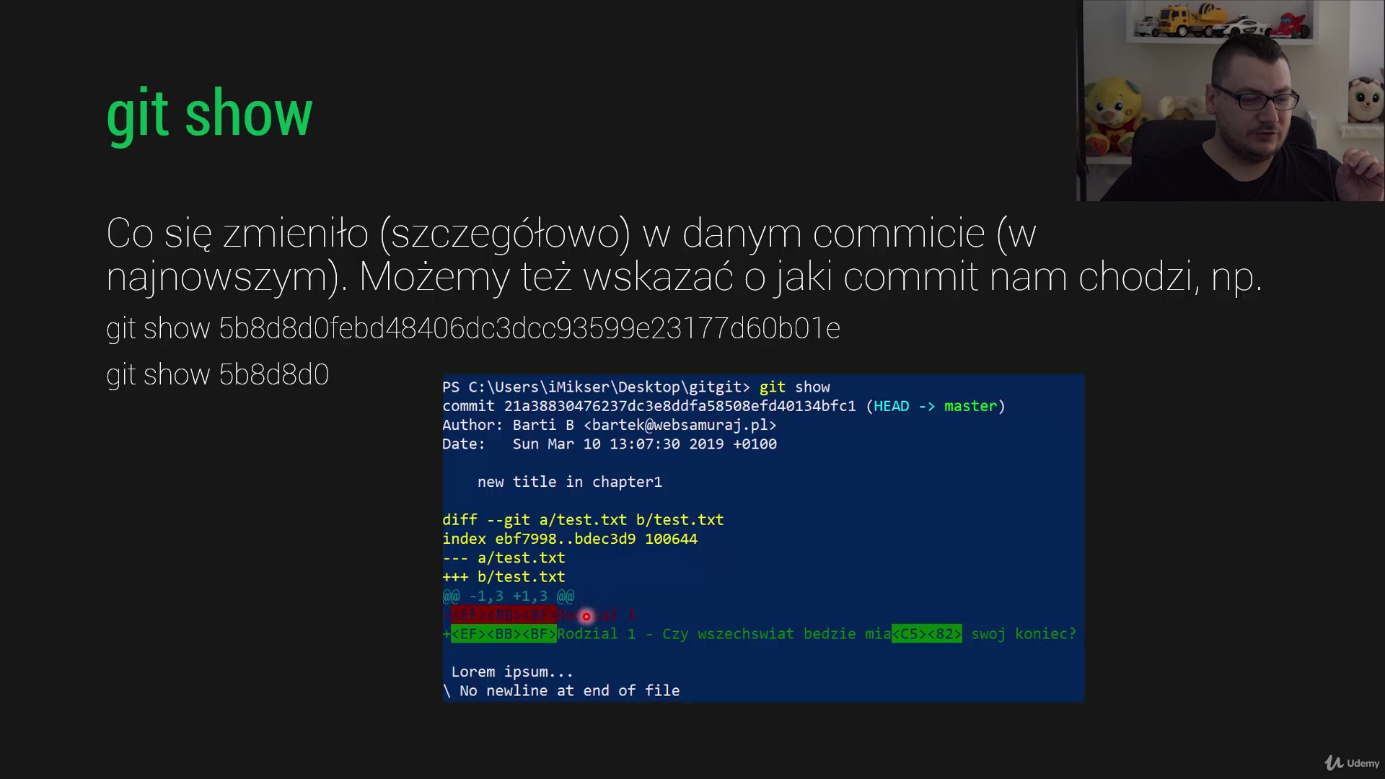 git show
Co się zmieniło (szczegółowo) w danym commicie (w
najnowszym). Możemy też wskazać o jaki commit nam chodzi, np.
git show 5b8d8d0febd48406dc3dcc93599e23177d60b01e
git show 5b8d8d0
PS C:\Users\iMikser\Desktop\gitgit> git show
commit 21a38830476237dc3e8ddfa58508efd40134bfc1 (HEAD -> master)
Author: Barti B <bartek@websamuraj.pl>
Date:   Sun Mar 10 13:07:30 2019 +0100
new title in chapter1
diff --git a/test.txt b/test.txt
index ebf7998..bdec3d9 100644
--- a/test.txt
+++ b/test.txt
@@ -1,3 +1,3 @@
<EF><BB><BF>
+<EF><BB><BF>Rodzial 1 - Czy wszechswiat bedzie mia<C5><82> swoj koniec?
Lorem ipsum...
\ No newline at end of file
Udemy